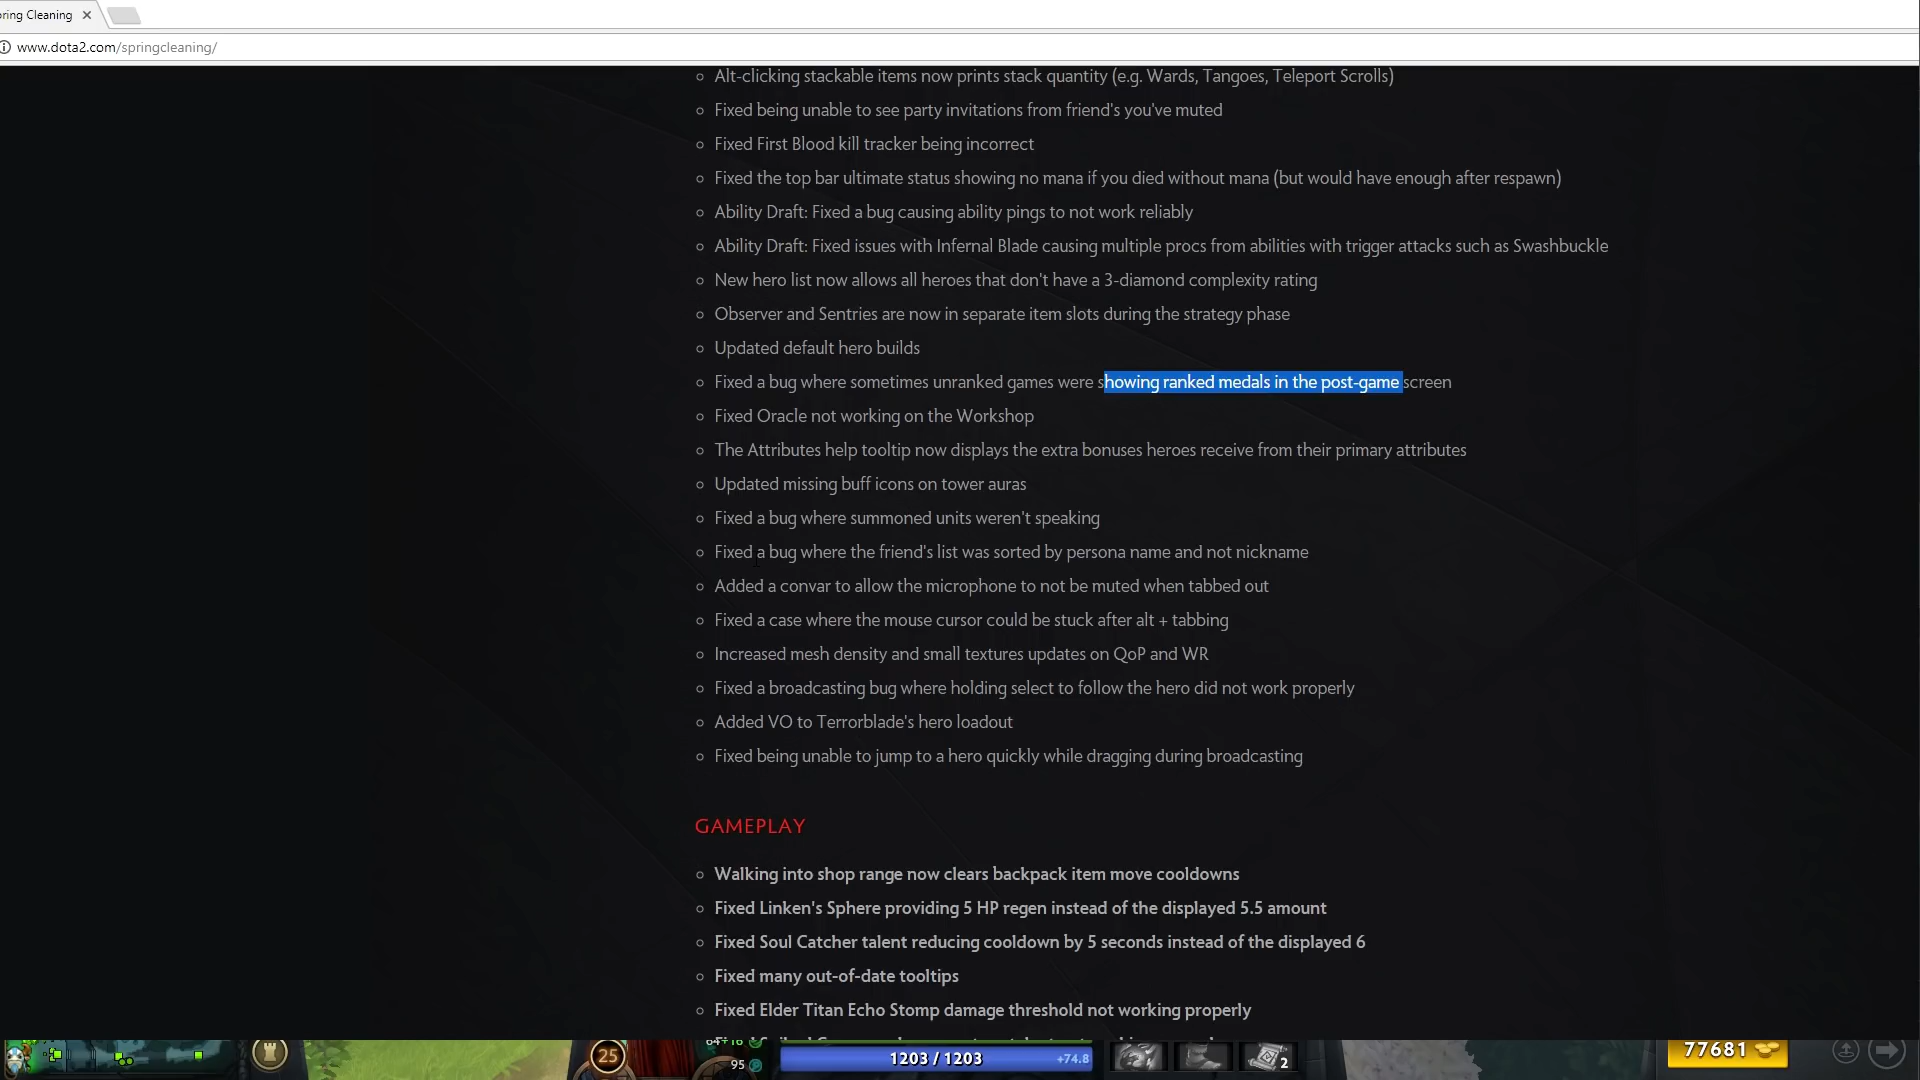 ring Cleaning
www.dota2.com/springcleaning/
Alt-clicking stackable items now prints stack quantity (e.g. Wards, Tangoes, Teleport Scrolls)
Fixed being unable to see party invitations from friend's you've muted
Fixed First Blood kill tracker being incorrect
Fixed the top bar ultimate status showing no mana if you died without mana (but would have enough after respawn)
Ability Draft: Fixed a bug causing ability pings to not work reliably
Ability Draft: Fixed issues with Infernal Blade causing multiple procs from abilities with trigger attacks such as Swashbuckle
New hero list now allows all heroes that don't have a 3-diamond complexity rating
Observer and Sentries are now in separate item slots during the strategy phase
Updated default hero builds
Fixed a bug where sometimes unranked games were showing ranked medals in the post-game screen
Fixed Oracle not working on the Workshop
The Attributes help tooltip now displays the extra bonuses heroes receive from their primary attributes
Updated missing buff icons on tower auras
Fixed a bug where summoned units weren't speaking
Fixed a bug where the friend's list was sorted by persona name and not nickname
Added a convar to allow the microphone to not be muted when tabbed out
Fixed a case where the mouse cursor could be stuck after alt + tabbing
Increased mesh density and small textures updates on QoP and WR
Fixed a broadcasting bug where holding select to follow the hero did not work properly
Added VO to Terrorblade's hero loadout
Fixed being unable to jump to a hero quickly while dragging during broadcasting
GAMEPLAY
Walking into shop range now clears backpack item move cooldowns
Fixed Linken's Sphere providing 5 HP regen instead of the displayed 5.5 amount
Fixed Soul Catcher talent reducing cooldown by 5 seconds instead of the displayed 6
Fixed many out-of-date tooltips
Fixed Elder Titan Echo Stomp damage threshold not working properly
25
95
1203 / 1203
+74.8
2
77681